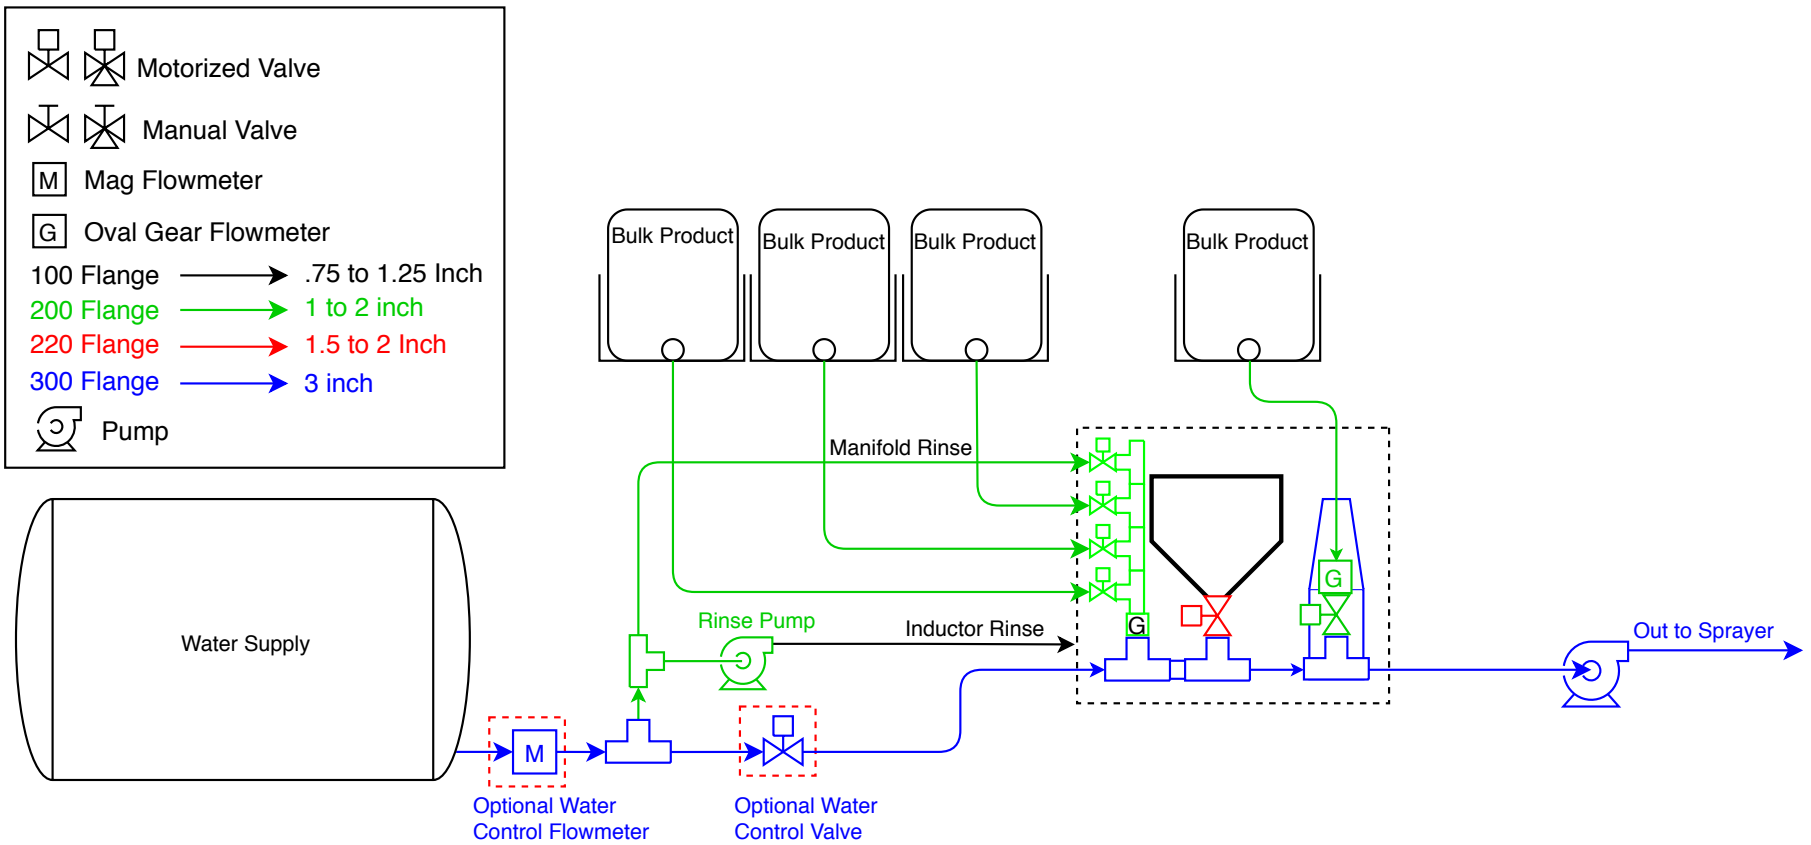 Motorized Valve
Manual Valve
M Mag Flowmeter
G Oval Gear Flowmeter
100 Flange .75 to 1.25 Inch
200 Flange 1 to 2 inch
220 Flange 1.5 to 2 Inch
300 Flange 3 inch
Pump
Bulk Product
Bulk Product
Bulk Product
Bulk Product
Manifold Rinse
G
G
Rinse Pump
Inductor Rinse
Out to Sprayer
Water Supply
M
Optional Water
Control Flowmeter
Optional Water
Control Valve